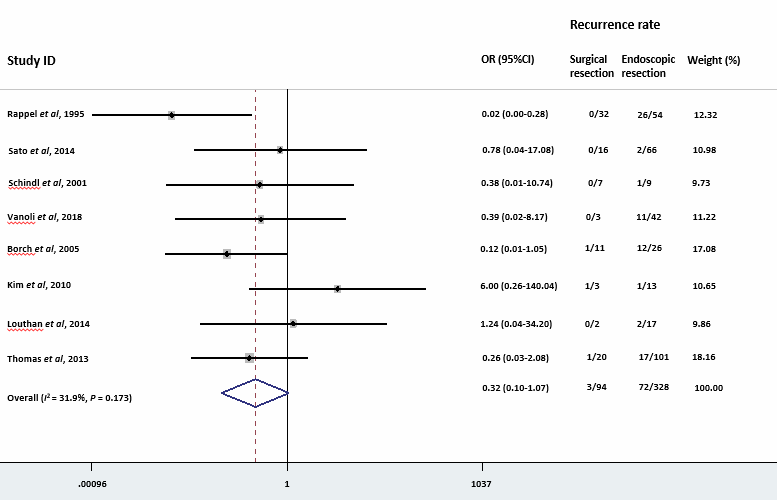 Recurrence rate
Study ID OR (95%CI) Surgical resection Endoscopic resection Weight (%)
Rappel et al, 1995 0.02 (0.00-0.28) 0/32 26/54 12.32
Sato et al, 2014 0.78 (0.04-17.08) 0/16 2/66 10.98
Schindl et al, 2001 0.38 (0.01-10.74) 0/7 1/9 9.73
Vanoli et al, 2018 0.39 (0.02-8.17) 0/3 11/42 11.22
Borch et al, 2005 0.12 (0.01-1.05) 1/11 12/26 17.08
Kim et al, 2010 6.00 (0.26-140.04) 1/3 1/13 10.65
Louthan et al, 2014 1.24 (0.04-34.20) 0/2 2/17 9.86
Thomas et al, 2013 0.26 (0.03-2.08) 1/20 17/101 18.16
Overall (I² = 31.9%, P = 0.173) 0.32 (0.10-1.07) 3/94 72/328 100.00
.00096 1 1037